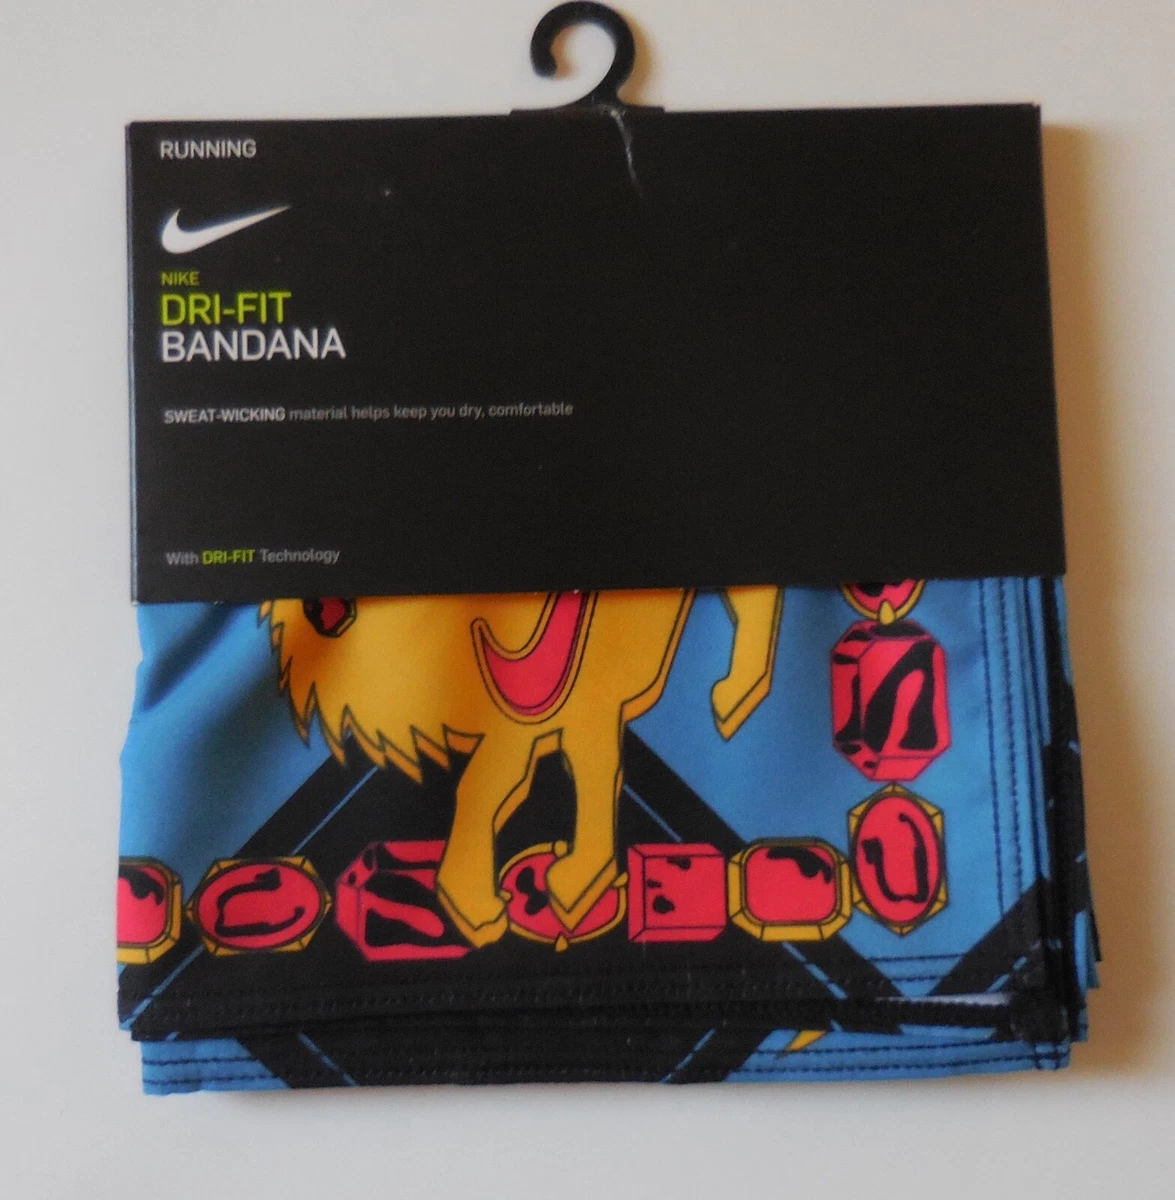 RUNNING
NIKE
DRI-FIT
BANDANA
SWEAT-WICKING material helps keep you dry, comfortable
With DRI-FIT Technology